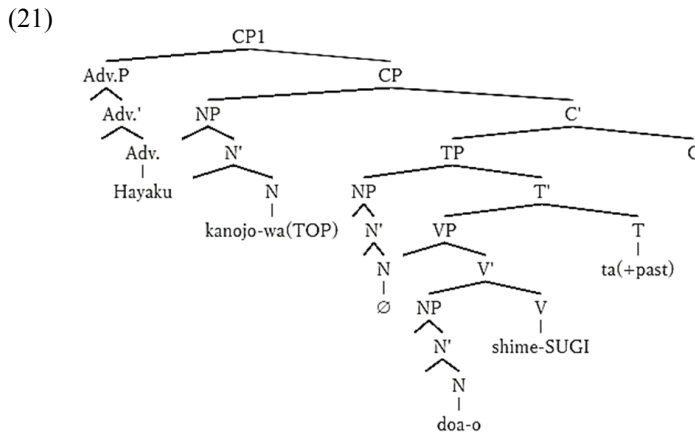 (21)
CP1
Adv.P CP
Adv.' NP C'
Adv. N' TP C
Hayaku N NP T'
kanojo-wa(TOP) N' VP T
N V' ta(+past)
∅ NP V
N' shime-SUGI
N
doa-o